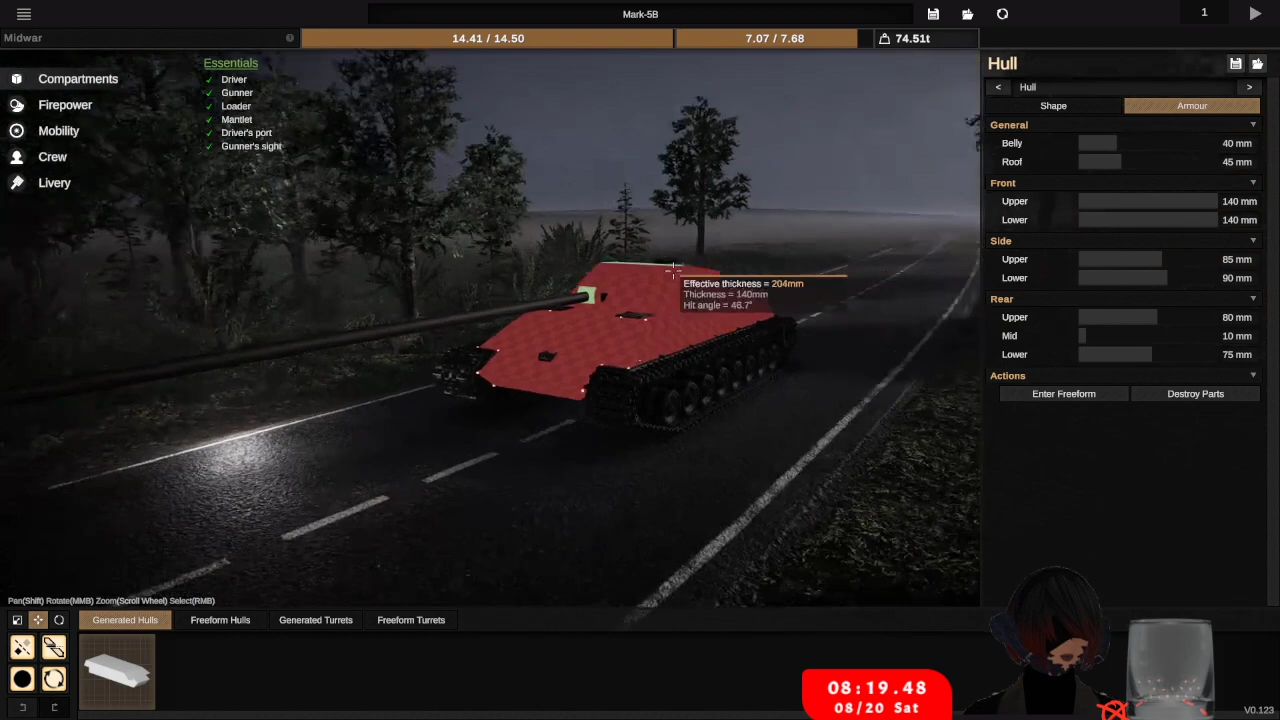 Mark-5B
1
Midwar
14.41 / 14.50
7.07 / 7.68
74.51t
Compartments
Firepower
Mobility
Crew
Livery
Essentials
Driver
Gunner
Loader
Mantlet
Driver's port
Gunner's sight
Effective thickness = 204mm
Thickness = 140mm
Hit angle = 46.7°
Hull
< Hull >
Shape
Armour
General
Belly 40 mm
Roof 45 mm
Front
Upper 140 mm
Lower 140 mm
Side
Upper 85 mm
Lower 90 mm
Rear
Upper 80 mm
Mid 10 mm
Lower 75 mm
Actions
Enter Freeform
Destroy Parts
Pan(Shift) Rotate(MMB) Zoom(Scroll Wheel) Select(RMB)
Generated Hulls
Freeform Hulls
Generated Turrets
Freeform Turrets
08:19.48
08/20 Sat
V0.123